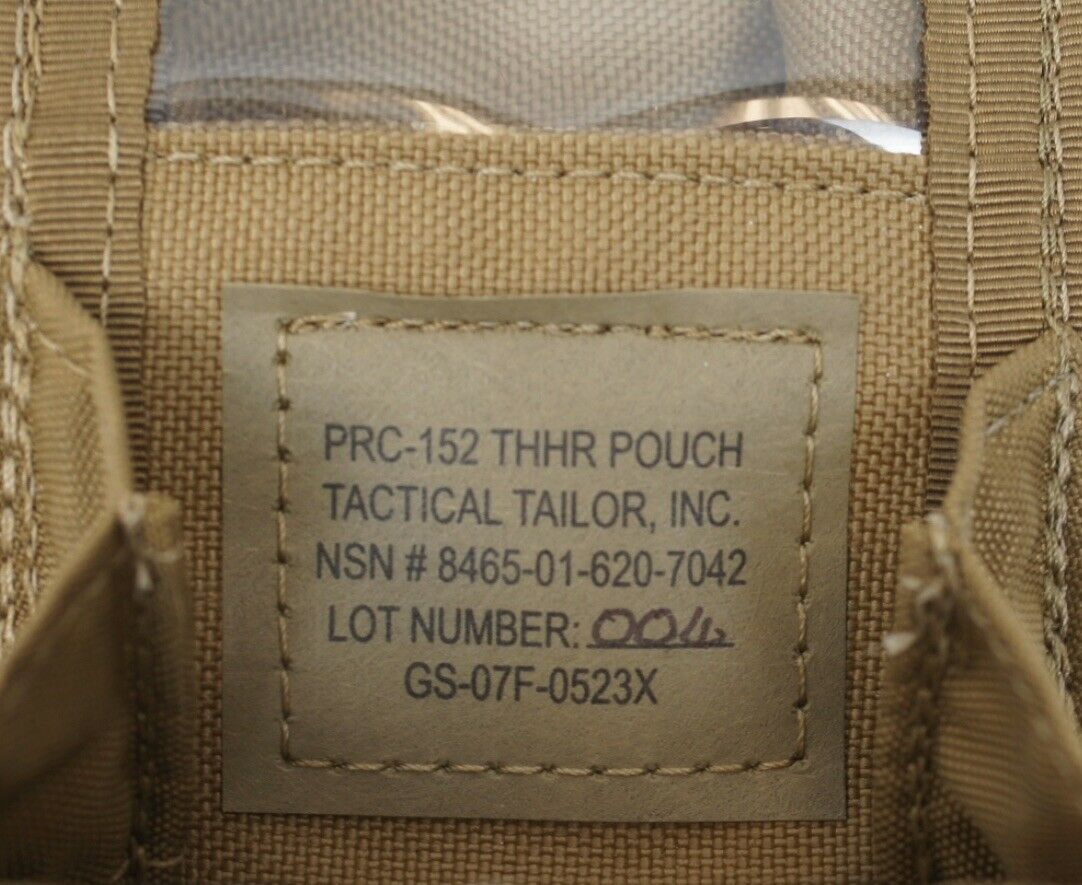 PRC-152 THHR POUCH
TACTICAL TAILOR, INC.
NSN # 8465-01-620-7042
LOT NUMBER: 004
GS-07F-0523X